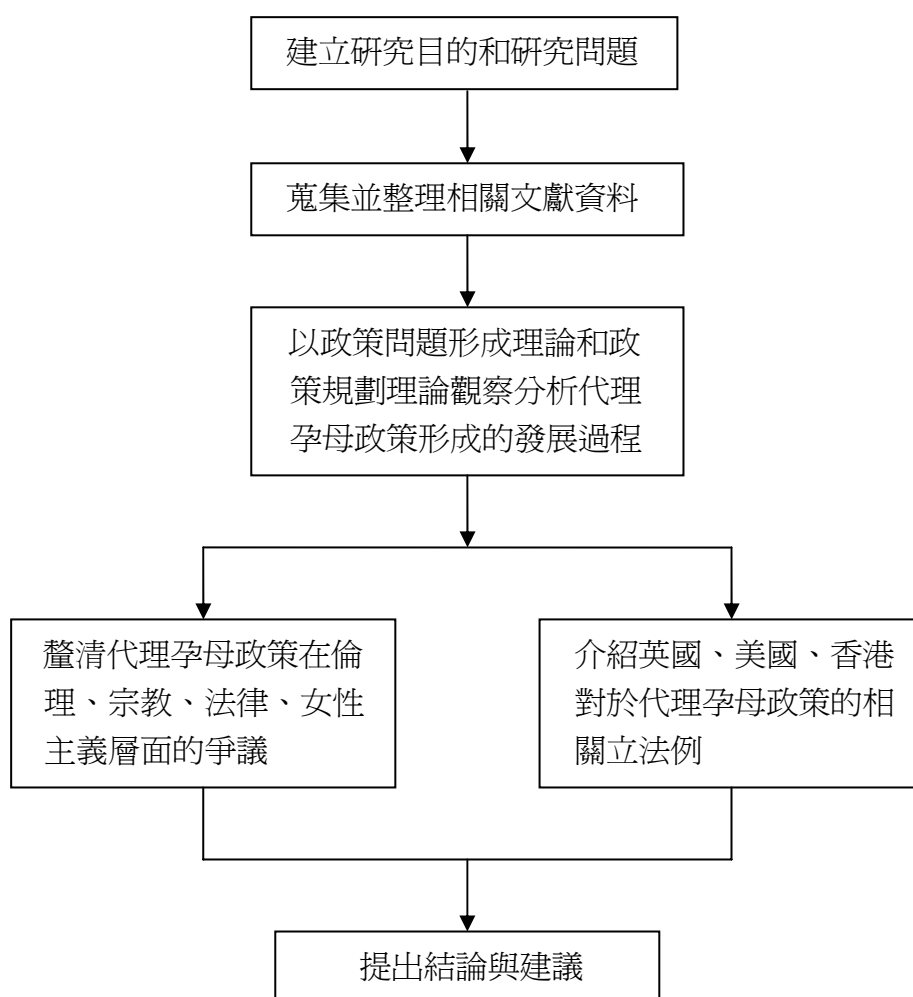 建立研究目的和研究問題
蒐集並整理相關文獻資料
以政策問題形成理論和政
策規劃理論觀察分析代理
孕母政策形成的發展過程
釐清代理孕母政策在倫
理、宗教、法律、女性
主義層面的爭議
介紹英國、美國、香港
對於代理孕母政策的相
關立法例
提出結論與建議